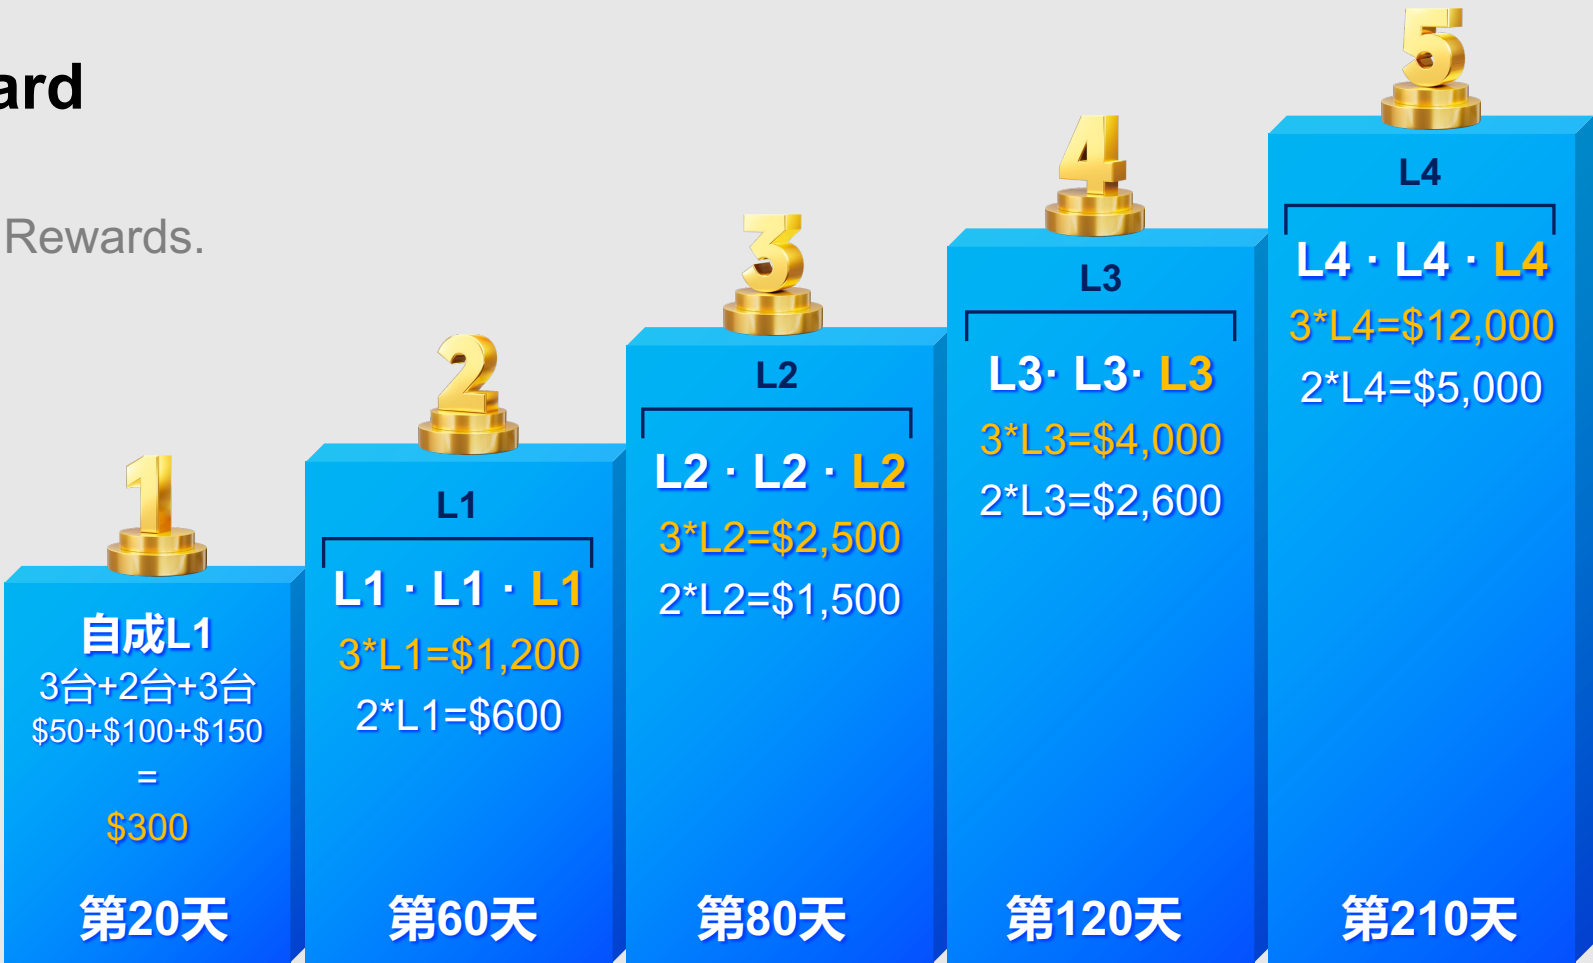 ard
Rewards.
1
自成L1
3台+2台+3台
$50+$100+$150
=
$300
第20天
2
L1
L1 · L1 · L1
3*L1=$1,200
2*L1=$600
第60天
3
L2
L2 · L2 · L2
3*L2=$2,500
2*L2=$1,500
第80天
4
L3
L3· L3· L3
3*L3=$4,000
2*L3=$2,600
第120天
5
L4
L4 · L4 · L4
3*L4=$12,000
2*L4=$5,000
第210天